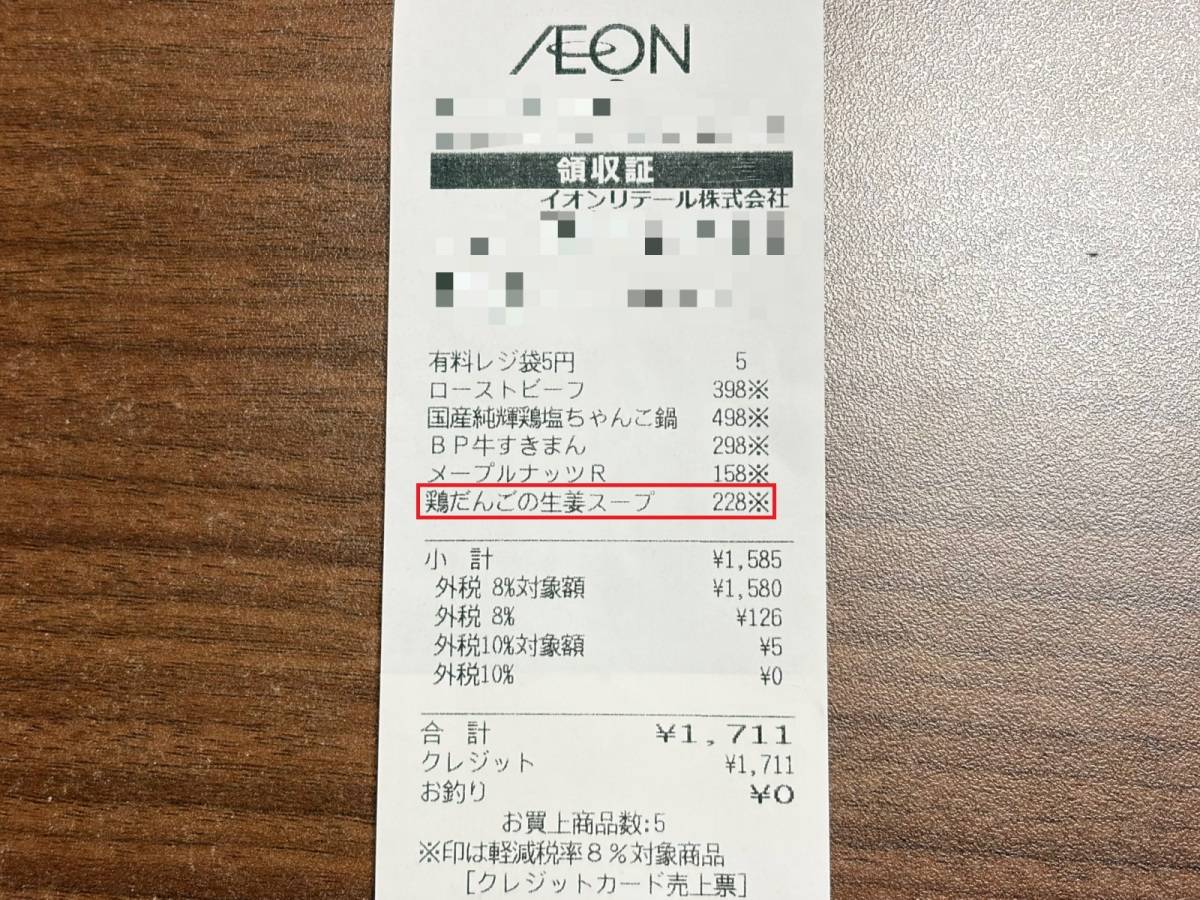 ÆON
領収証
イオンリテール株式会社
有料レジ袋5円 5
ローストビーフ 398※
国産純輝鶏塩ちゃんこ鍋 498※
BP牛すきまん 298※
メープルナッツR 158※
鶏だんごの生姜スープ 228※
小 計 ¥1,585
外税 8%対象額 ¥1,580
外税 8% ¥126
外税10%対象額 ¥5
外税10% ¥0
合 計 ¥1,711
クレジット ¥1,711
お釣り ¥0
お買上商品数:5
※印は軽減税率8%対象商品
[クレジットカード売上票]